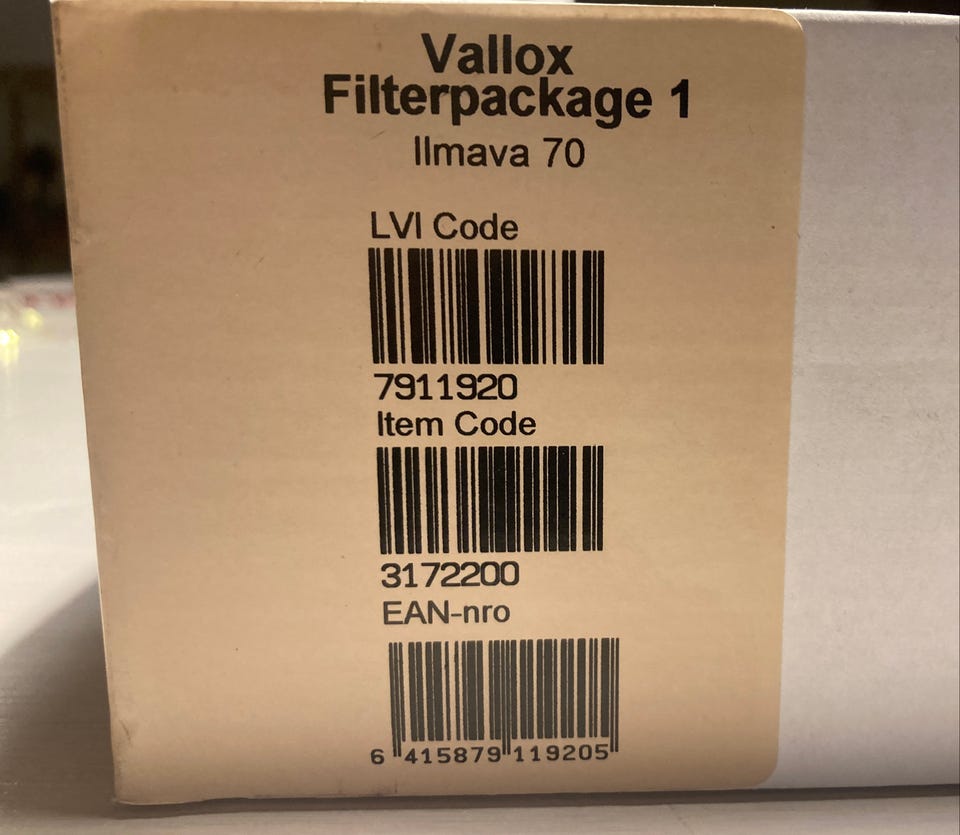 Vallox
Filterpackage 1
Ilmava 70
LVI Code
7911920
Item Code
3172200
EAN-nro
6 415879 119205